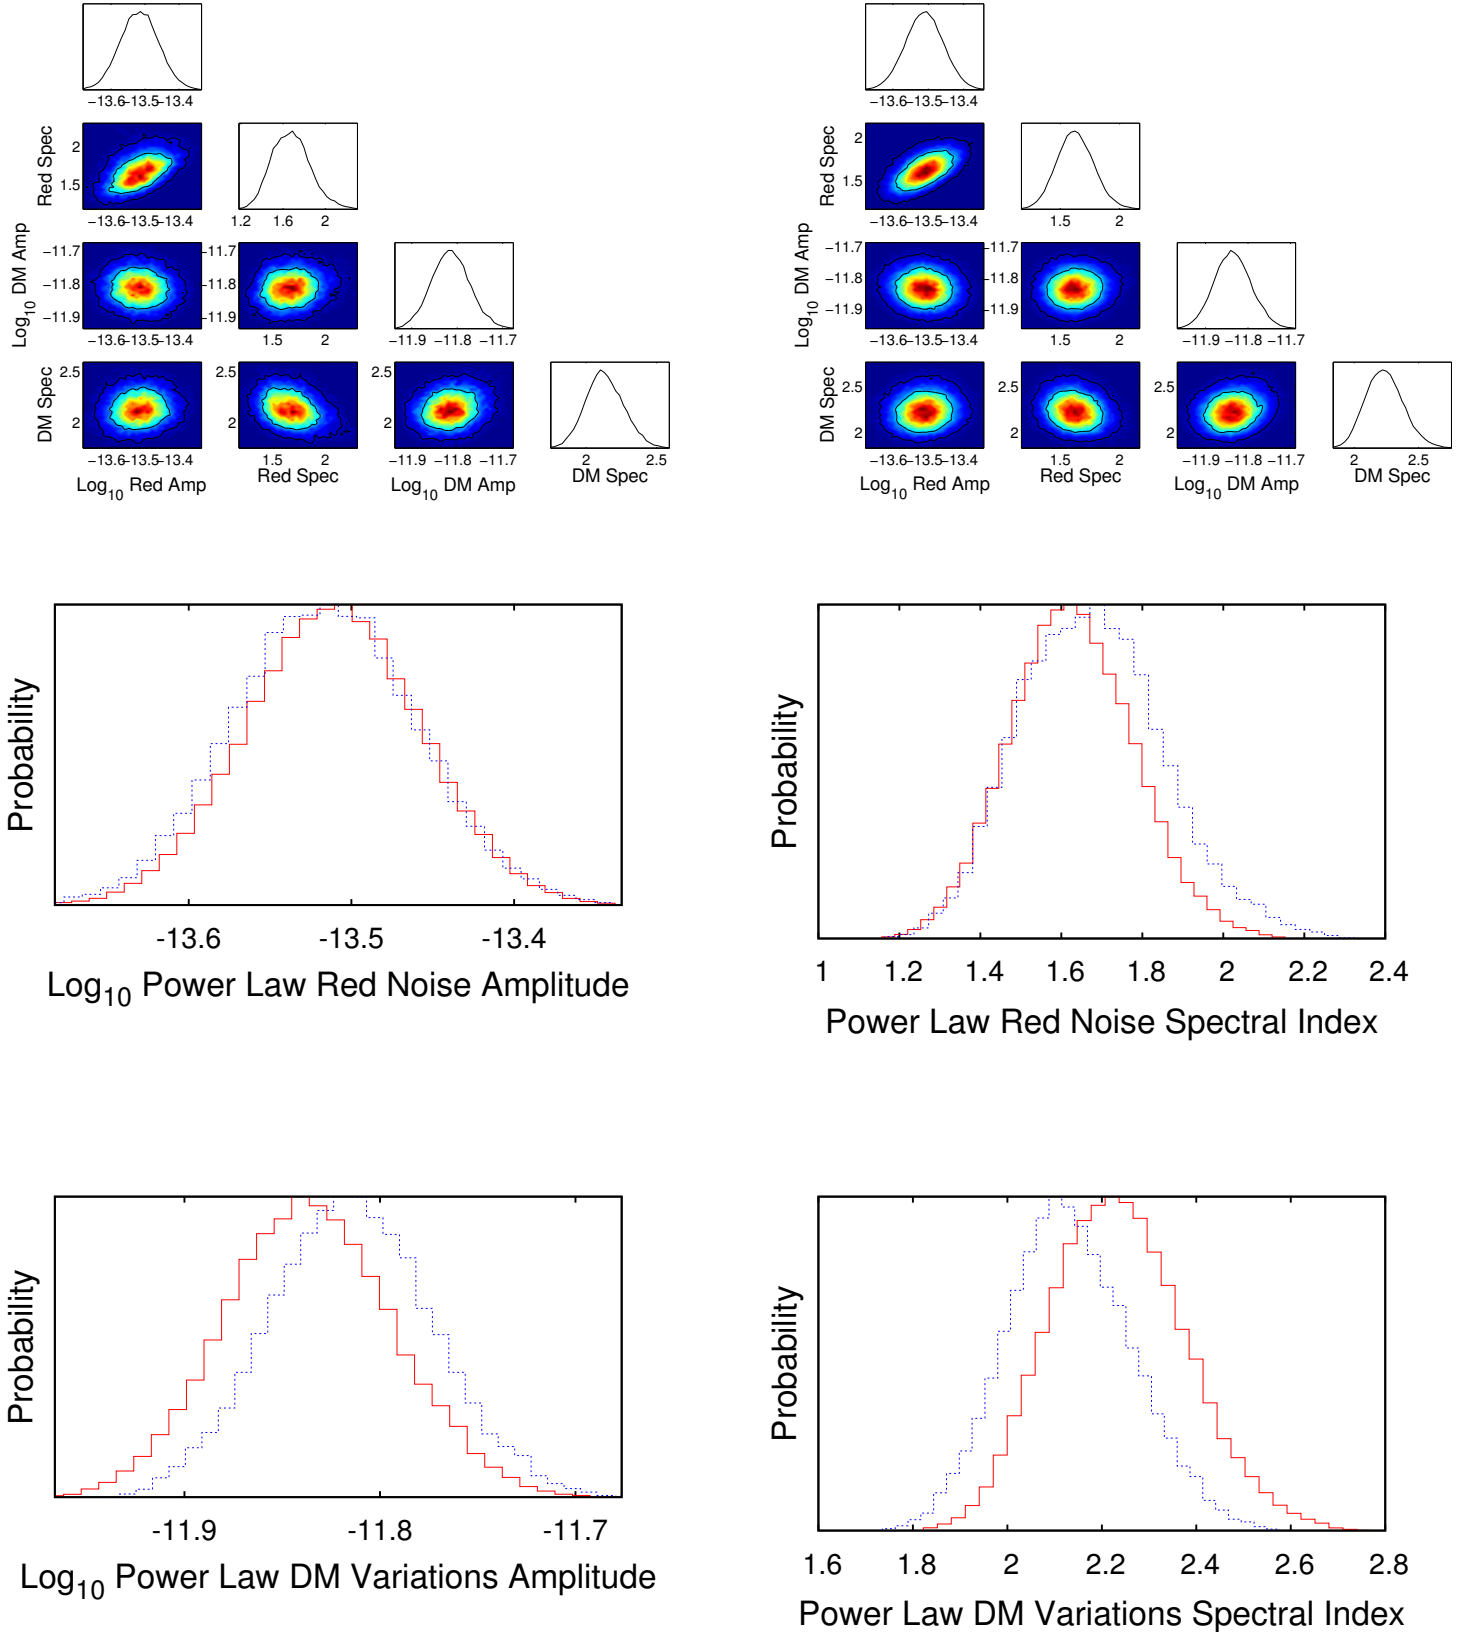 −13.6−13.5−13.4
−13.6−13.5−13.4
Red Spec
2
1.5
−13.6−13.5−13.4
1.2 1.6 2
Red Spec
2
1.5
−13.6−13.5−13.4
1.5 2
Log10 DM Amp
−11.7
−11.8
−11.9
−11.7
−11.8
−11.9
−13.6−13.5−13.4
1.5 2
−11.9 −11.8 −11.7
Log10 DM Amp
−11.7
−11.8
−11.9
−11.7
−11.8
−11.9
−13.6−13.5−13.4
1.5 2
−11.9 −11.8 −11.7
DM Spec
2.5
2
2.5
2
2.5
2
−13.6−13.5−13.4
1.5 2
−11.9 −11.8 −11.7
2 2.5
Log10 Red Amp
Red Spec
Log10 DM Amp
DM Spec
DM Spec
2.5
2
2.5
2
2.5
2
−13.6−13.5−13.4
1.5 2
−11.9 −11.8 −11.7
2 2.5
Log10 Red Amp
Red Spec
Log10 DM Amp
DM Spec
Probability
-13.6 -13.5 -13.4
Log10 Power Law Red Noise Amplitude
Probability
1 1.2 1.4 1.6 1.8 2 2.2 2.4
Power Law Red Noise Spectral Index
Probability
-11.9 -11.8 -11.7
Log10 Power Law DM Variations Amplitude
Probability
1.6 1.8 2 2.2 2.4 2.6 2.8
Power Law DM Variations Spectral Index